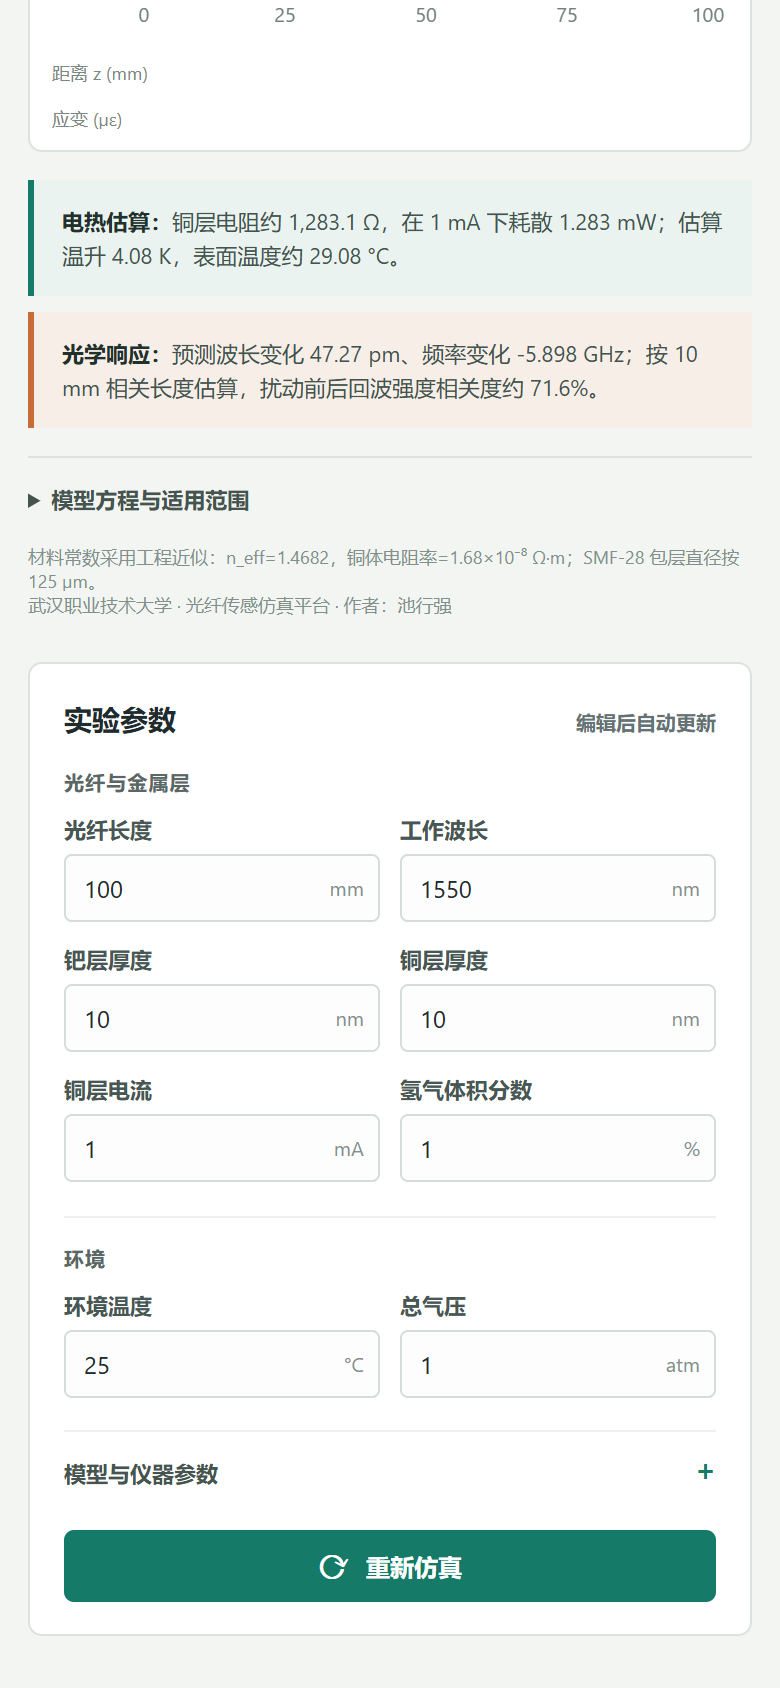 0 25 50 75 100
距离 z (mm)
应变 (με)
电热估算：铜层电阻约 1,283.1 Ω，在 1 mA 下耗散 1.283 mW；估算
温升 4.08 K，表面温度约 29.08 °C。
光学响应：预测波长变化 47.27 pm、频率变化 -5.898 GHz；按 10
mm 相关长度估算，扰动前后回波强度相关度约 71.6%。
模型方程与适用范围
材料常数采用工程近似：n_eff=1.4682，铜体电阻率=1.68×10⁻⁸ Ω·m；SMF-28 包层直径按
125 μm。
武汉职业技术大学 · 光纤传感仿真平台 · 作者：池行强
实验参数 编辑后自动更新
光纤与金属层
光纤长度 工作波长
100 mm 1550 nm
钯层厚度 铜层厚度
10 nm 10 nm
铜层电流 氢气体积分数
1 mA 1 %
环境
环境温度 总气压
25 °C 1 atm
模型与仪器参数 +
重新仿真